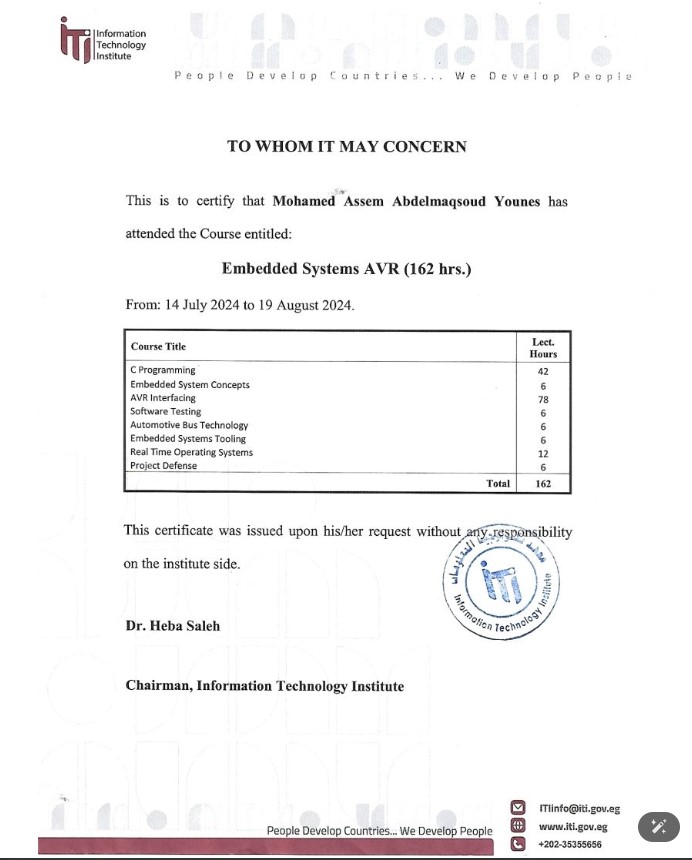 iTi
Information
Technology
Institute
People Develop Countries... We Develop People
TO WHOM IT MAY CONCERN
This is to certify that Mohamed Assem Abdelmaqsoud Younes has
attended the Course entitled:
Embedded Systems AVR (162 hrs.)
From: 14 July 2024 to 19 August 2024.
Course Title Lect.
Hours
C Programming 42
Embedded System Concepts 6
AVR Interfacing 78
Software Testing 6
Automotive Bus Technology 6
Embedded Systems Tooling 6
Real Time Operating Systems 12
Project Defense 6
Total 162
This certificate was issued upon his/her request without any responsibility
on the institute side.
معهد تكنولوجيا المعلومات
iTi
Information Technology Institute
Dr. Heba Saleh
Chairman, Information Technology Institute
ITIinfo@iti.gov.eg
www.iti.gov.eg
People Develop Countries... We Develop People
+202-35355656